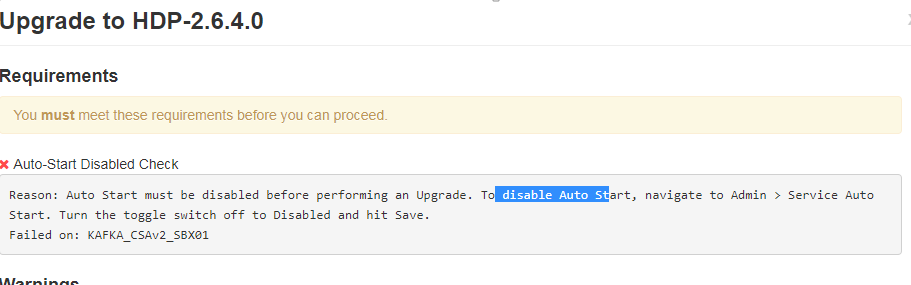 Upgrade to HDP-2.6.4.0
Requirements
You must meet these requirements before you can proceed.
Auto-Start Disabled Check
Reason: Auto Start must be disabled before performing an Upgrade. To disable Auto Start, navigate to Admin > Service Auto
Start. Turn the toggle switch off to Disabled and hit Save.
Failed on: KAFKA_CSAv2_SBX01
Warnings